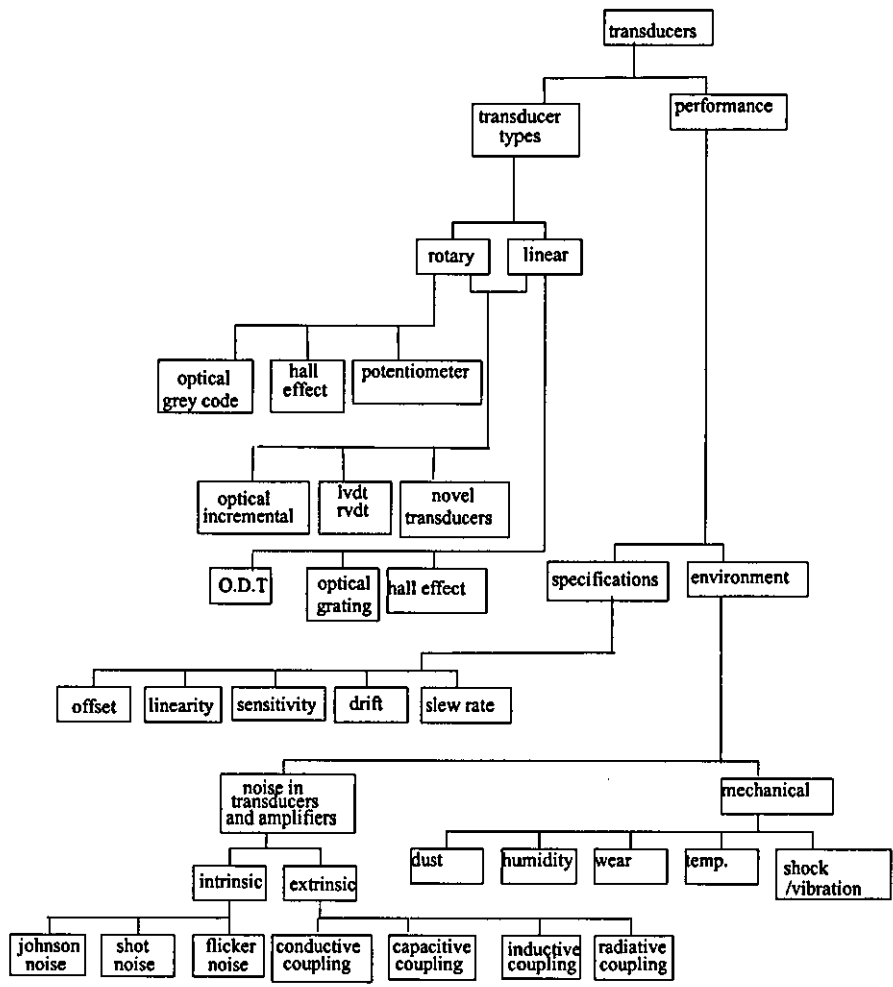 transducers
transducer
types
performance
rotary
linear
optical
grey code
hall
effect
potentiometer
optical
incremental
lvdt
rvdt
novel
transducers
O.D.T
optical
grating
hall effect
specifications
environment
offset
linearity
sensitivity
drift
slew rate
noise in
transducers
and amplifiers
mechanical
dust
humidity
wear
temp.
shock
/vibration
intrinsic
extrinsic
johnson
noise
shot
noise
flicker
noise
conductive
coupling
capacitive
coupling
inductive
coupling
radiative
coupling